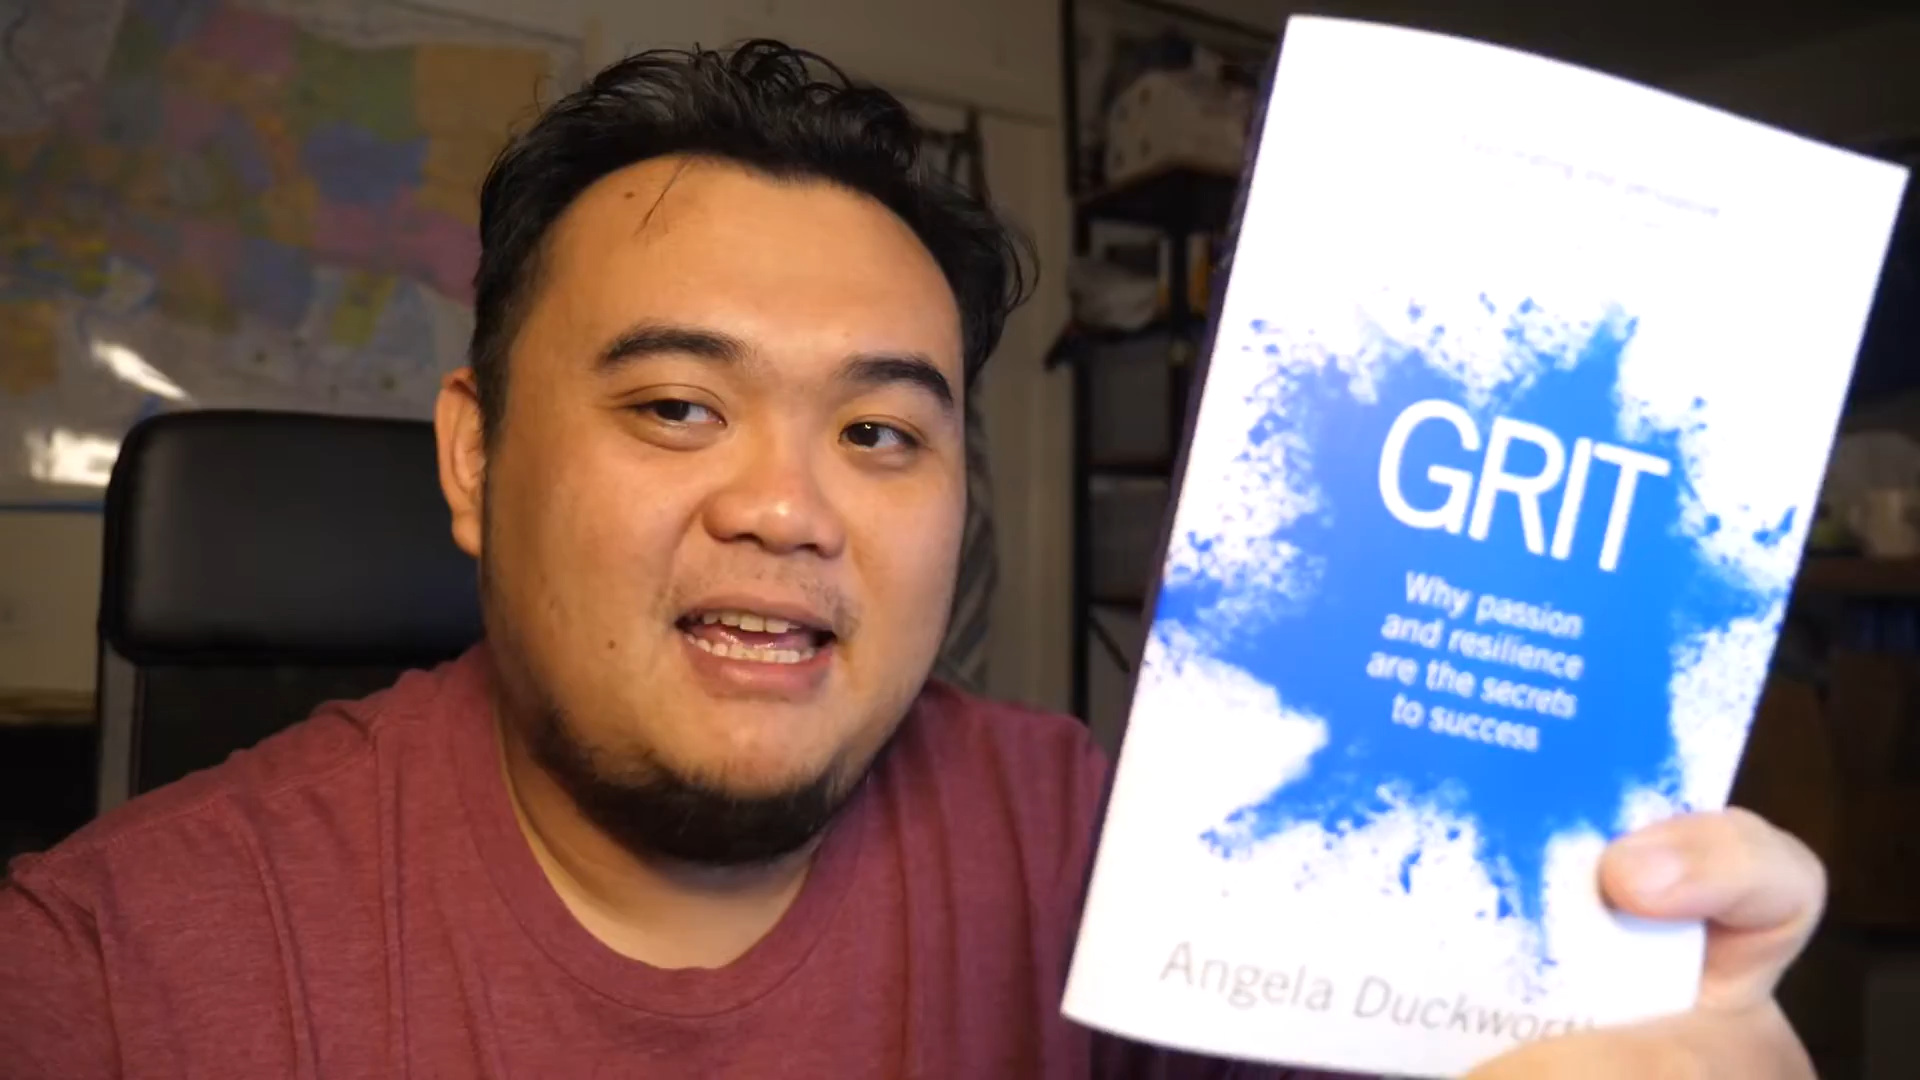 GRIT
Why passion
and resilience
are the secrets
to success
Angela Duckworth